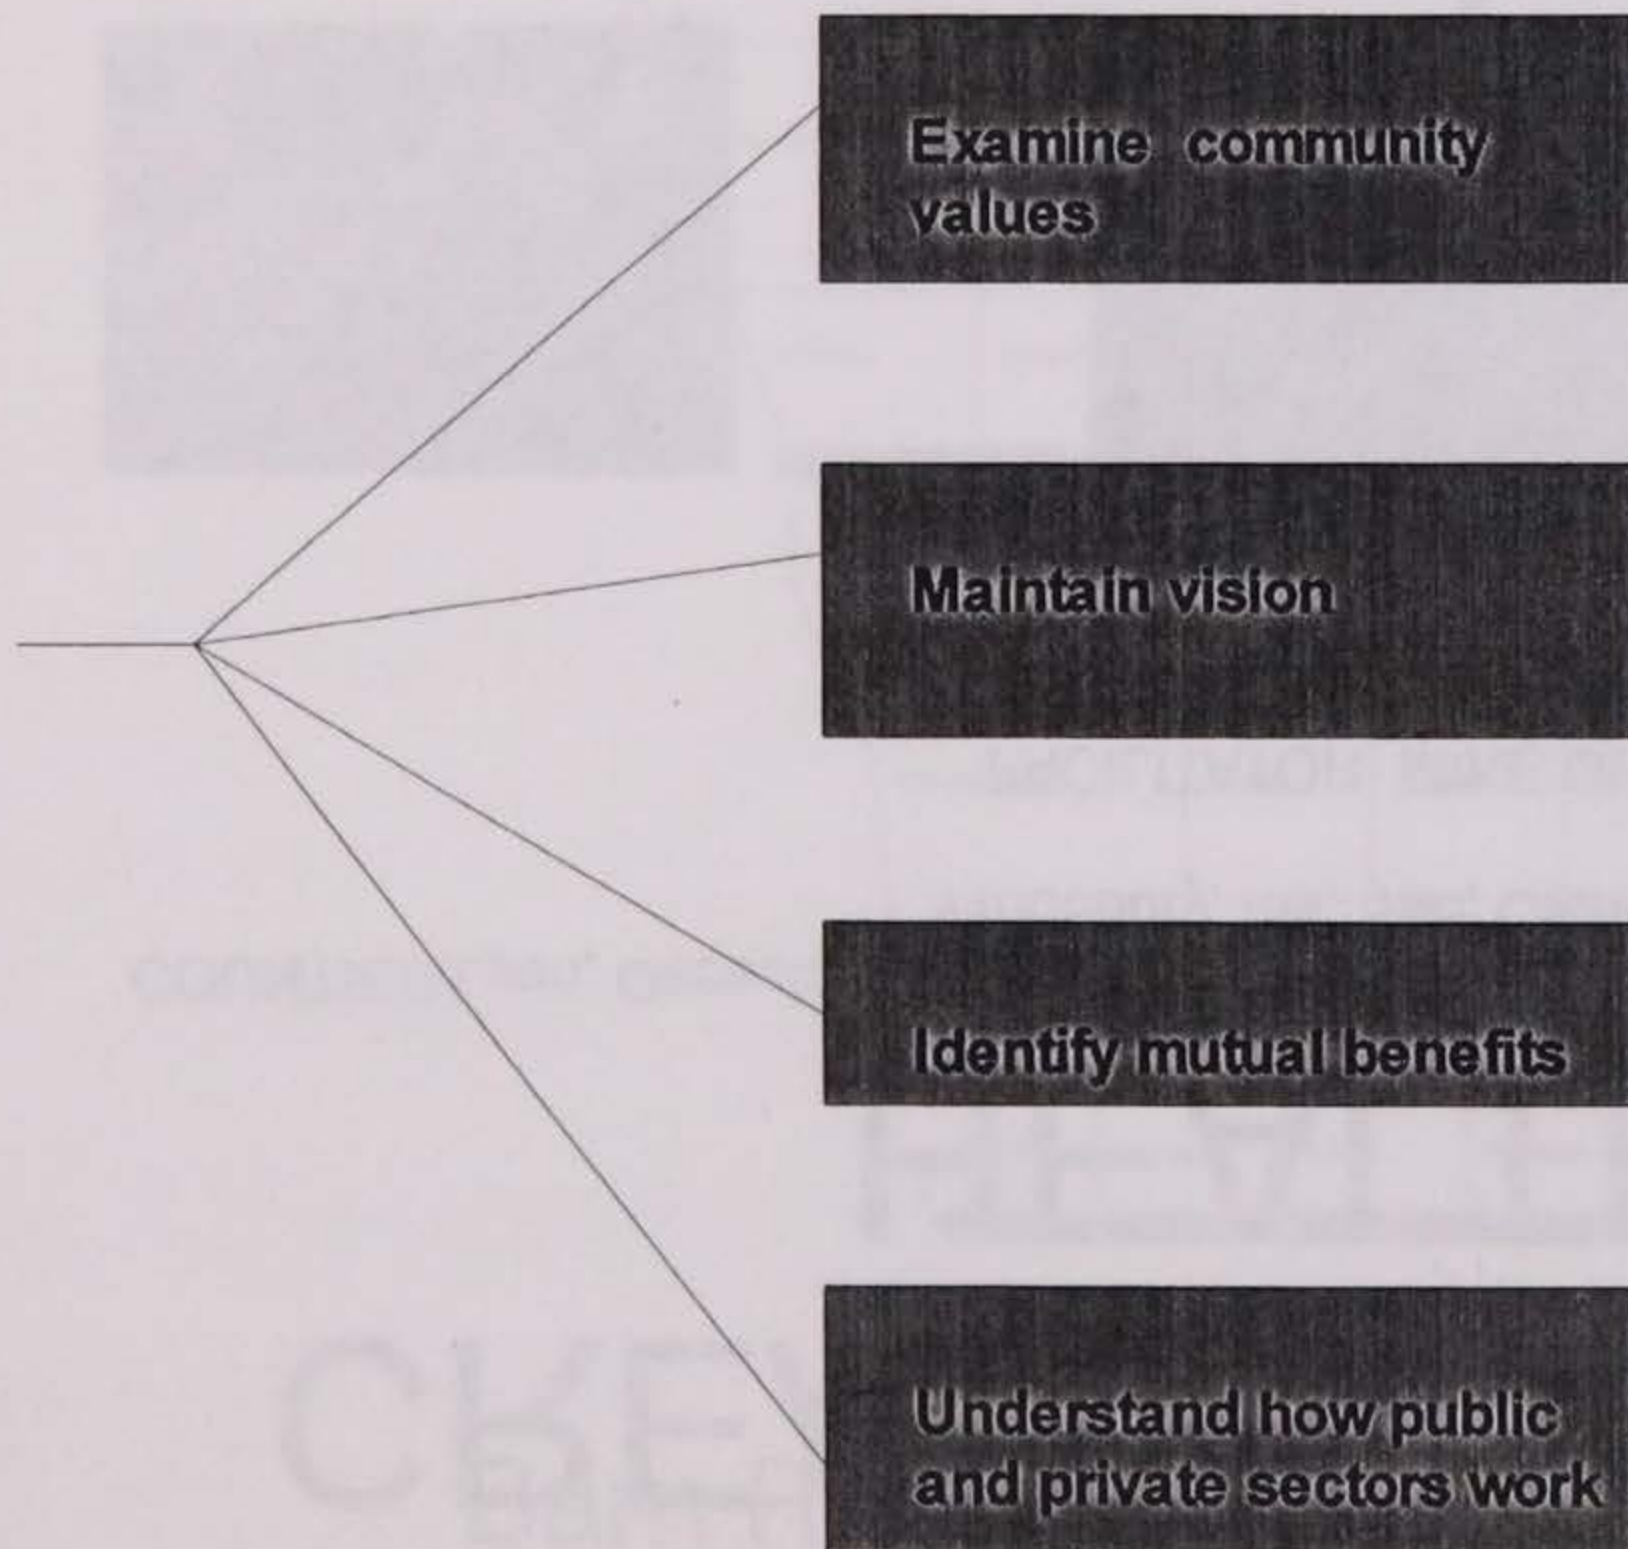 Examine community
values
Maintain vision
Identify mutual benefits
Understand how public
and private sectors work